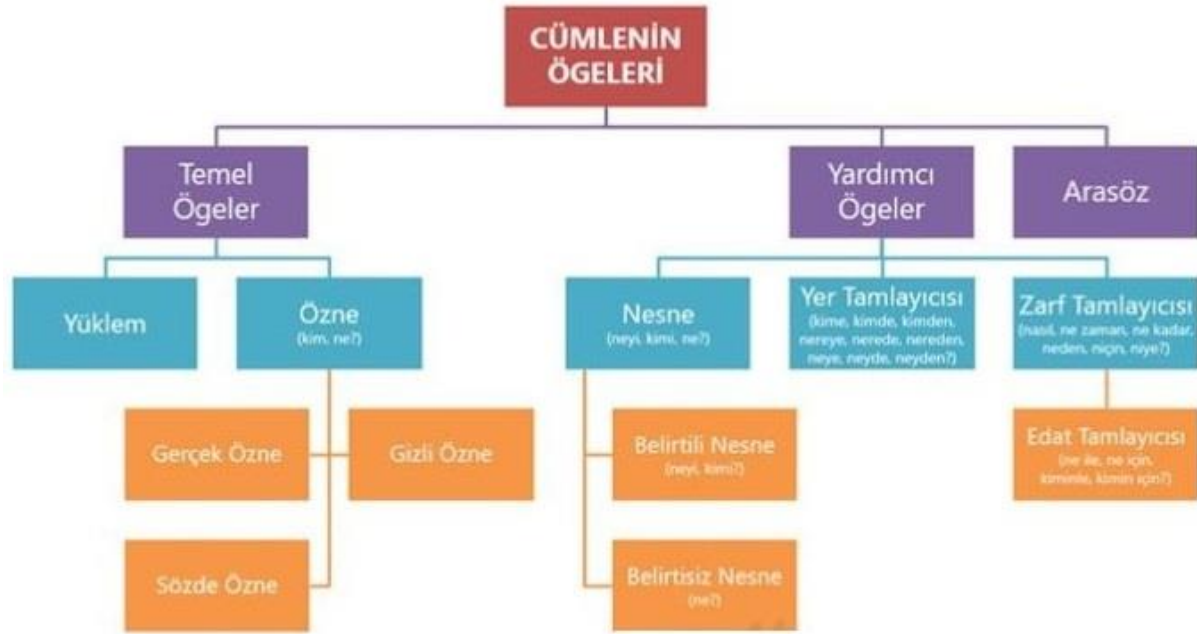 CÜMLENİN
ÖGELERİ
Temel
Ögeler
Yardımcı
Ögeler
Arasöz
Yüklem
Özne
(kim, ne?)
Nesne
(neyi, kimi, ne?)
Yer Tamlayıcısı
(kime, kimde, kimden,
nereye, nerede, nereden,
neye, neyde, neyden?)
Zarf Tamlayıcısı
(nasıl, ne zaman, ne kadar,
neden, niçin, niye?)
Gerçek Özne
Gizli Özne
Belirtili Nesne
(neyi, kimi?)
Edat Tamlayıcısı
(ne ile, ne için,
kiminle, kimin için?)
Sözde Özne
Belirtisiz Nesne
(ne?)